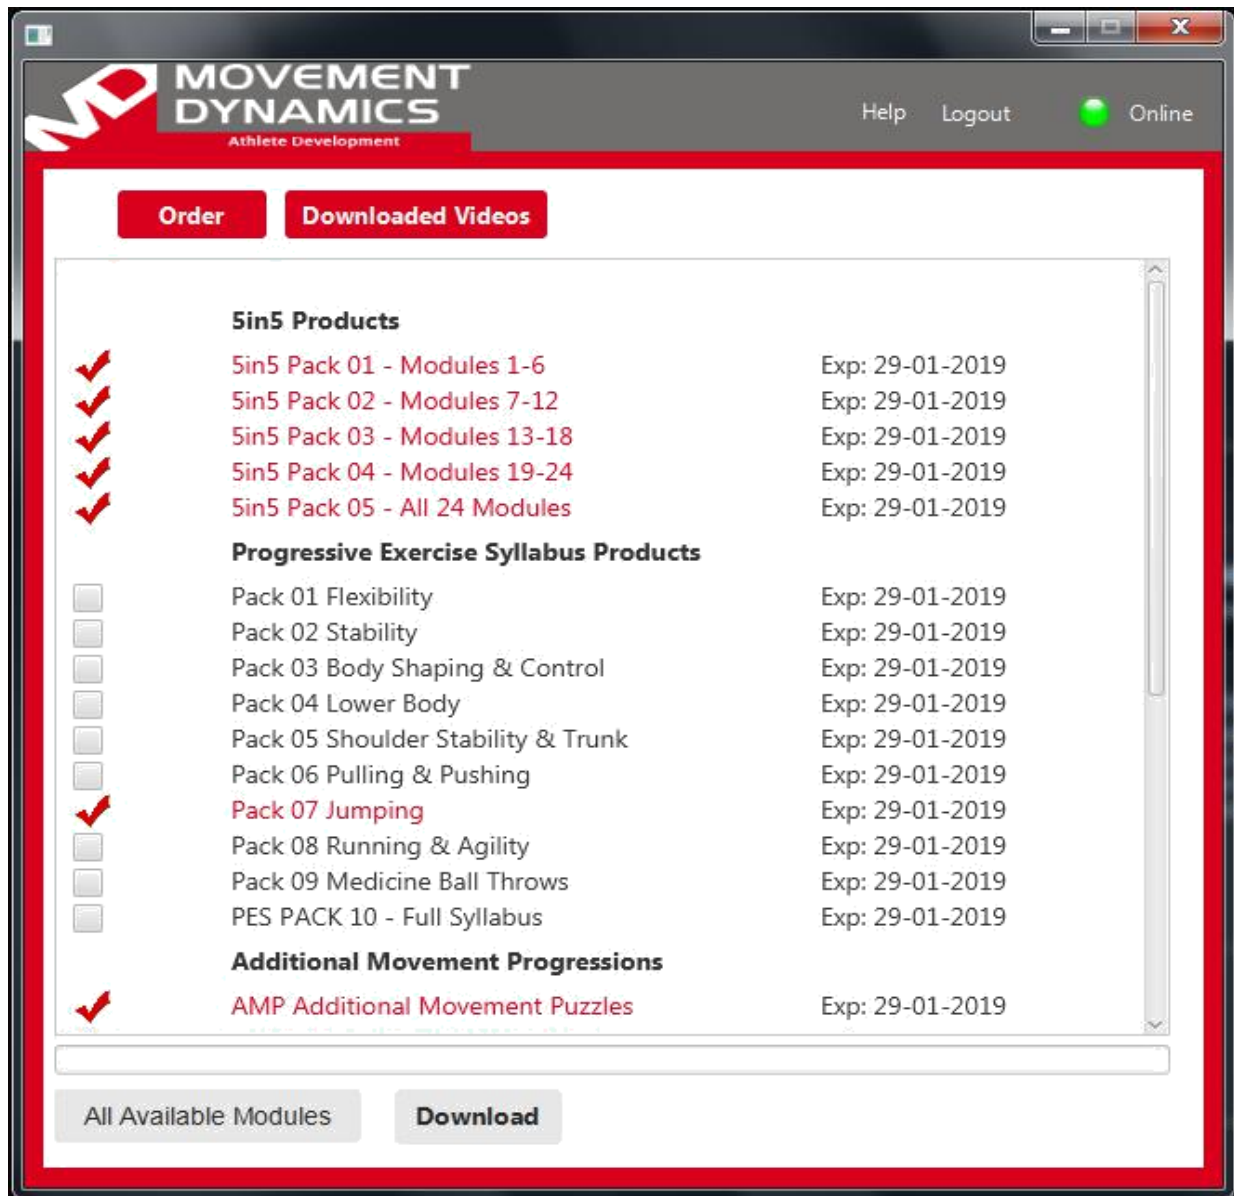 MOVEMENT
DYNAMICS
Athlete Development
Help Logout Online
Order Downloaded Videos
5in5 Products
5in5 Pack 01 - Modules 1-6 Exp: 29-01-2019
5in5 Pack 02 - Modules 7-12 Exp: 29-01-2019
5in5 Pack 03 - Modules 13-18 Exp: 29-01-2019
5in5 Pack 04 - Modules 19-24 Exp: 29-01-2019
5in5 Pack 05 - All 24 Modules Exp: 29-01-2019
Progressive Exercise Syllabus Products
Pack 01 Flexibility Exp: 29-01-2019
Pack 02 Stability Exp: 29-01-2019
Pack 03 Body Shaping & Control Exp: 29-01-2019
Pack 04 Lower Body Exp: 29-01-2019
Pack 05 Shoulder Stability & Trunk Exp: 29-01-2019
Pack 06 Pulling & Pushing Exp: 29-01-2019
Pack 07 Jumping Exp: 29-01-2019
Pack 08 Running & Agility Exp: 29-01-2019
Pack 09 Medicine Ball Throws Exp: 29-01-2019
PES PACK 10 - Full Syllabus Exp: 29-01-2019
Additional Movement Progressions
AMP Additional Movement Puzzles Exp: 29-01-2019
All Available Modules Download